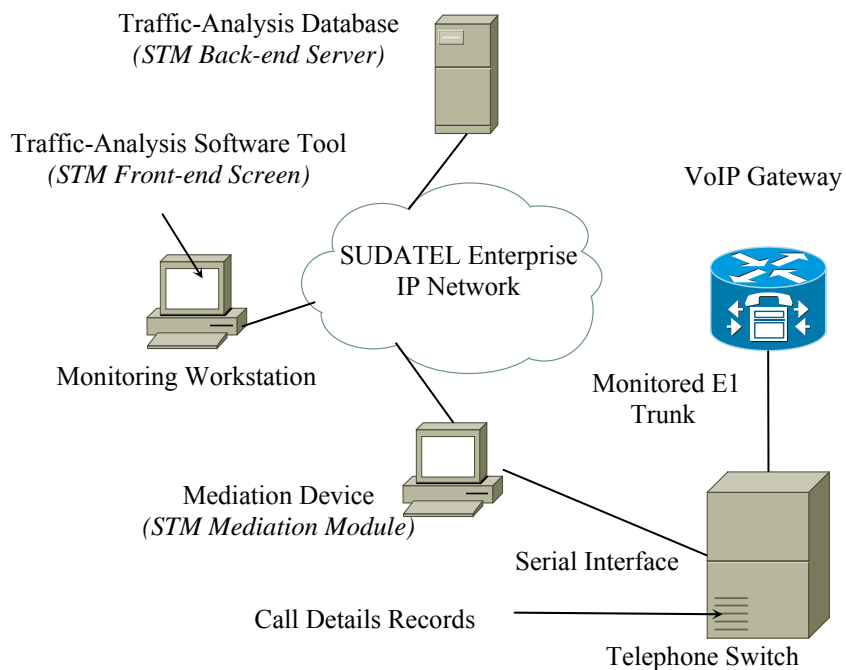 Traffic-Analysis Database
(STM Back-end Server)
Traffic-Analysis Software Tool
(STM Front-end Screen)
VoIP Gateway
SUDATEL Enterprise
IP Network
Monitoring Workstation
Monitored E1
Trunk
Mediation Device
(STM Mediation Module)
Serial Interface
Call Details Records
Telephone Switch